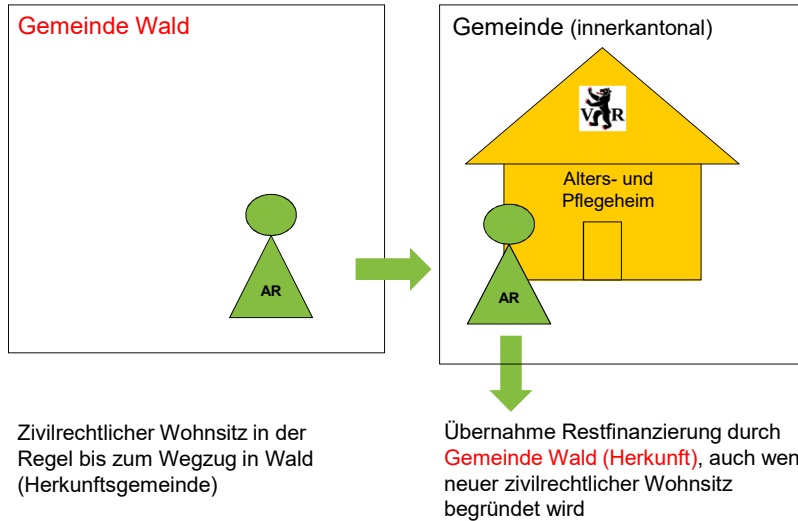 Gemeinde Wald
Gemeinde (innerkantonal)
V R
Alters- und
Pflegeheim
AR
AR
Zivilrechtlicher Wohnsitz in der
Regel bis zum Wegzug in Wald
(Herkunftsgemeinde)
Übernahme Restfinanzierung durch
Gemeinde Wald (Herkunft), auch wen
neuer zivilrechtlicher Wohnsitz
begründet wird